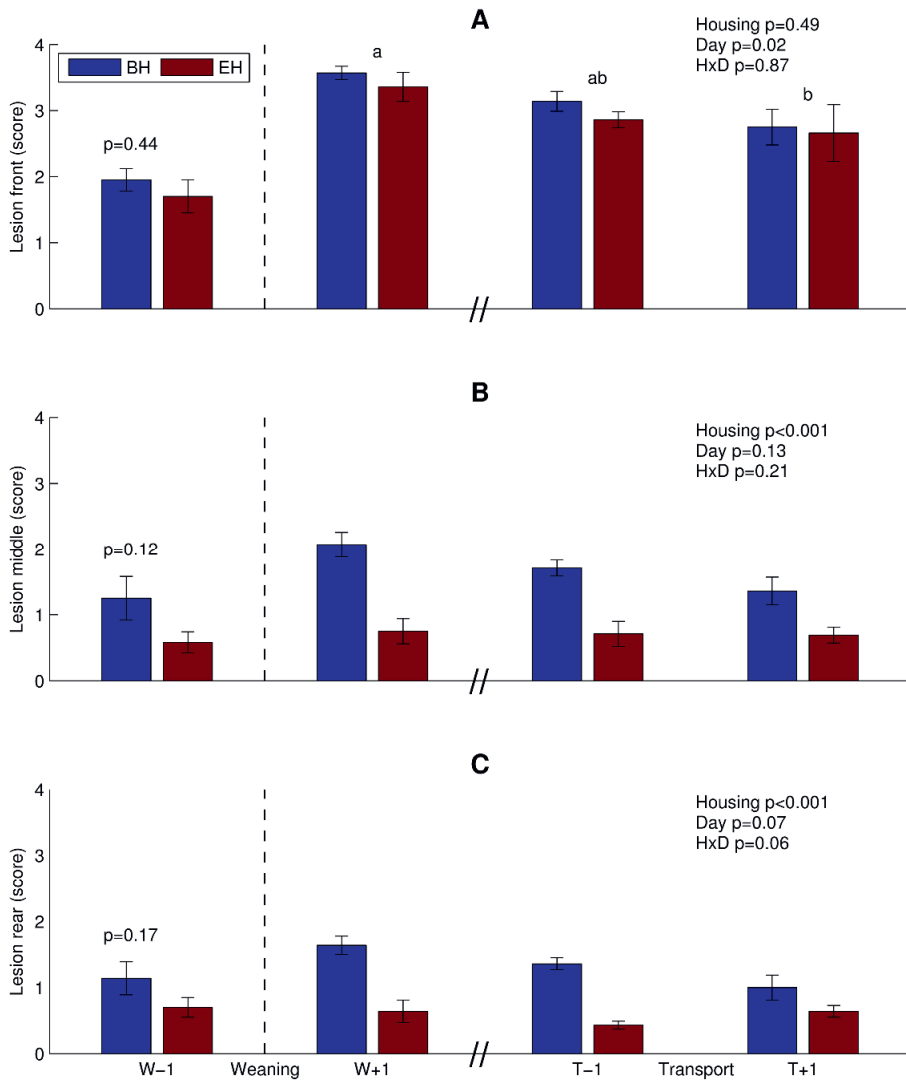 A
Housing p=0.49
Day p=0.02
HxD p=0.87
BH EH
a
ab
b
p=0.44
4
3
2
1
0
Lesion front (score)
B
Housing p<0.001
Day p=0.13
HxD p=0.21
p=0.12
4
3
2
1
0
Lesion middle (score)
C
Housing p<0.001
Day p=0.07
HxD p=0.06
p=0.17
4
3
2
1
0
Lesion rear (score)
W−1 Weaning W+1 // T−1 Transport T+1